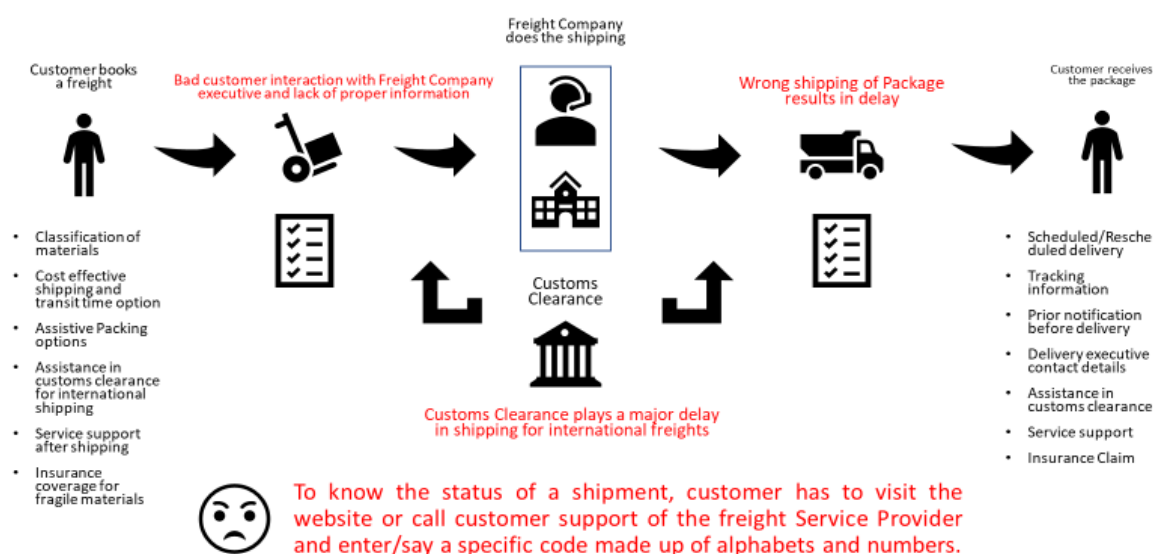 Freight Company
does the shipping
Customer books
a freight
Bad customer interaction with Freight Company
executive and lack of proper information
Wrong shipping of Package
results in delay
Customer receives
the package
• Classification of
materials
• Cost effective
shipping and
transit time option
• Assistive Packing
options
• Assistance in
customs clearance
for international
shipping
• Service support
after shipping
• Insurance
coverage for
fragile materials
Customs
Clearance
Customs Clearance plays a major delay
in shipping for international freights
• Scheduled/Resche
duled delivery
• Tracking
information
• Prior notification
before delivery
• Delivery executive
contact details
• Assistance in
customs clearance
• Service support
• Insurance Claim
To know the status of a shipment, customer has to visit the
website or call customer support of the freight Service Provider
and enter/say a specific code made up of alphabets and numbers.